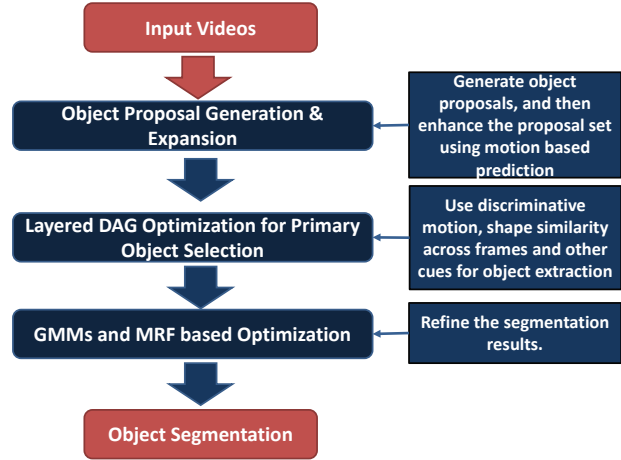 Input Videos
Object Proposal Generation &
Expansion
Generate object
proposals, and then
enhance the proposal set
using motion based
prediction
Layered DAG Optimization for Primary
Object Selection
Use discriminative
motion, shape similarity
across frames and other
cues for object extraction
GMMs and MRF based Optimization
Refine the segmentation
results.
Object Segmentation